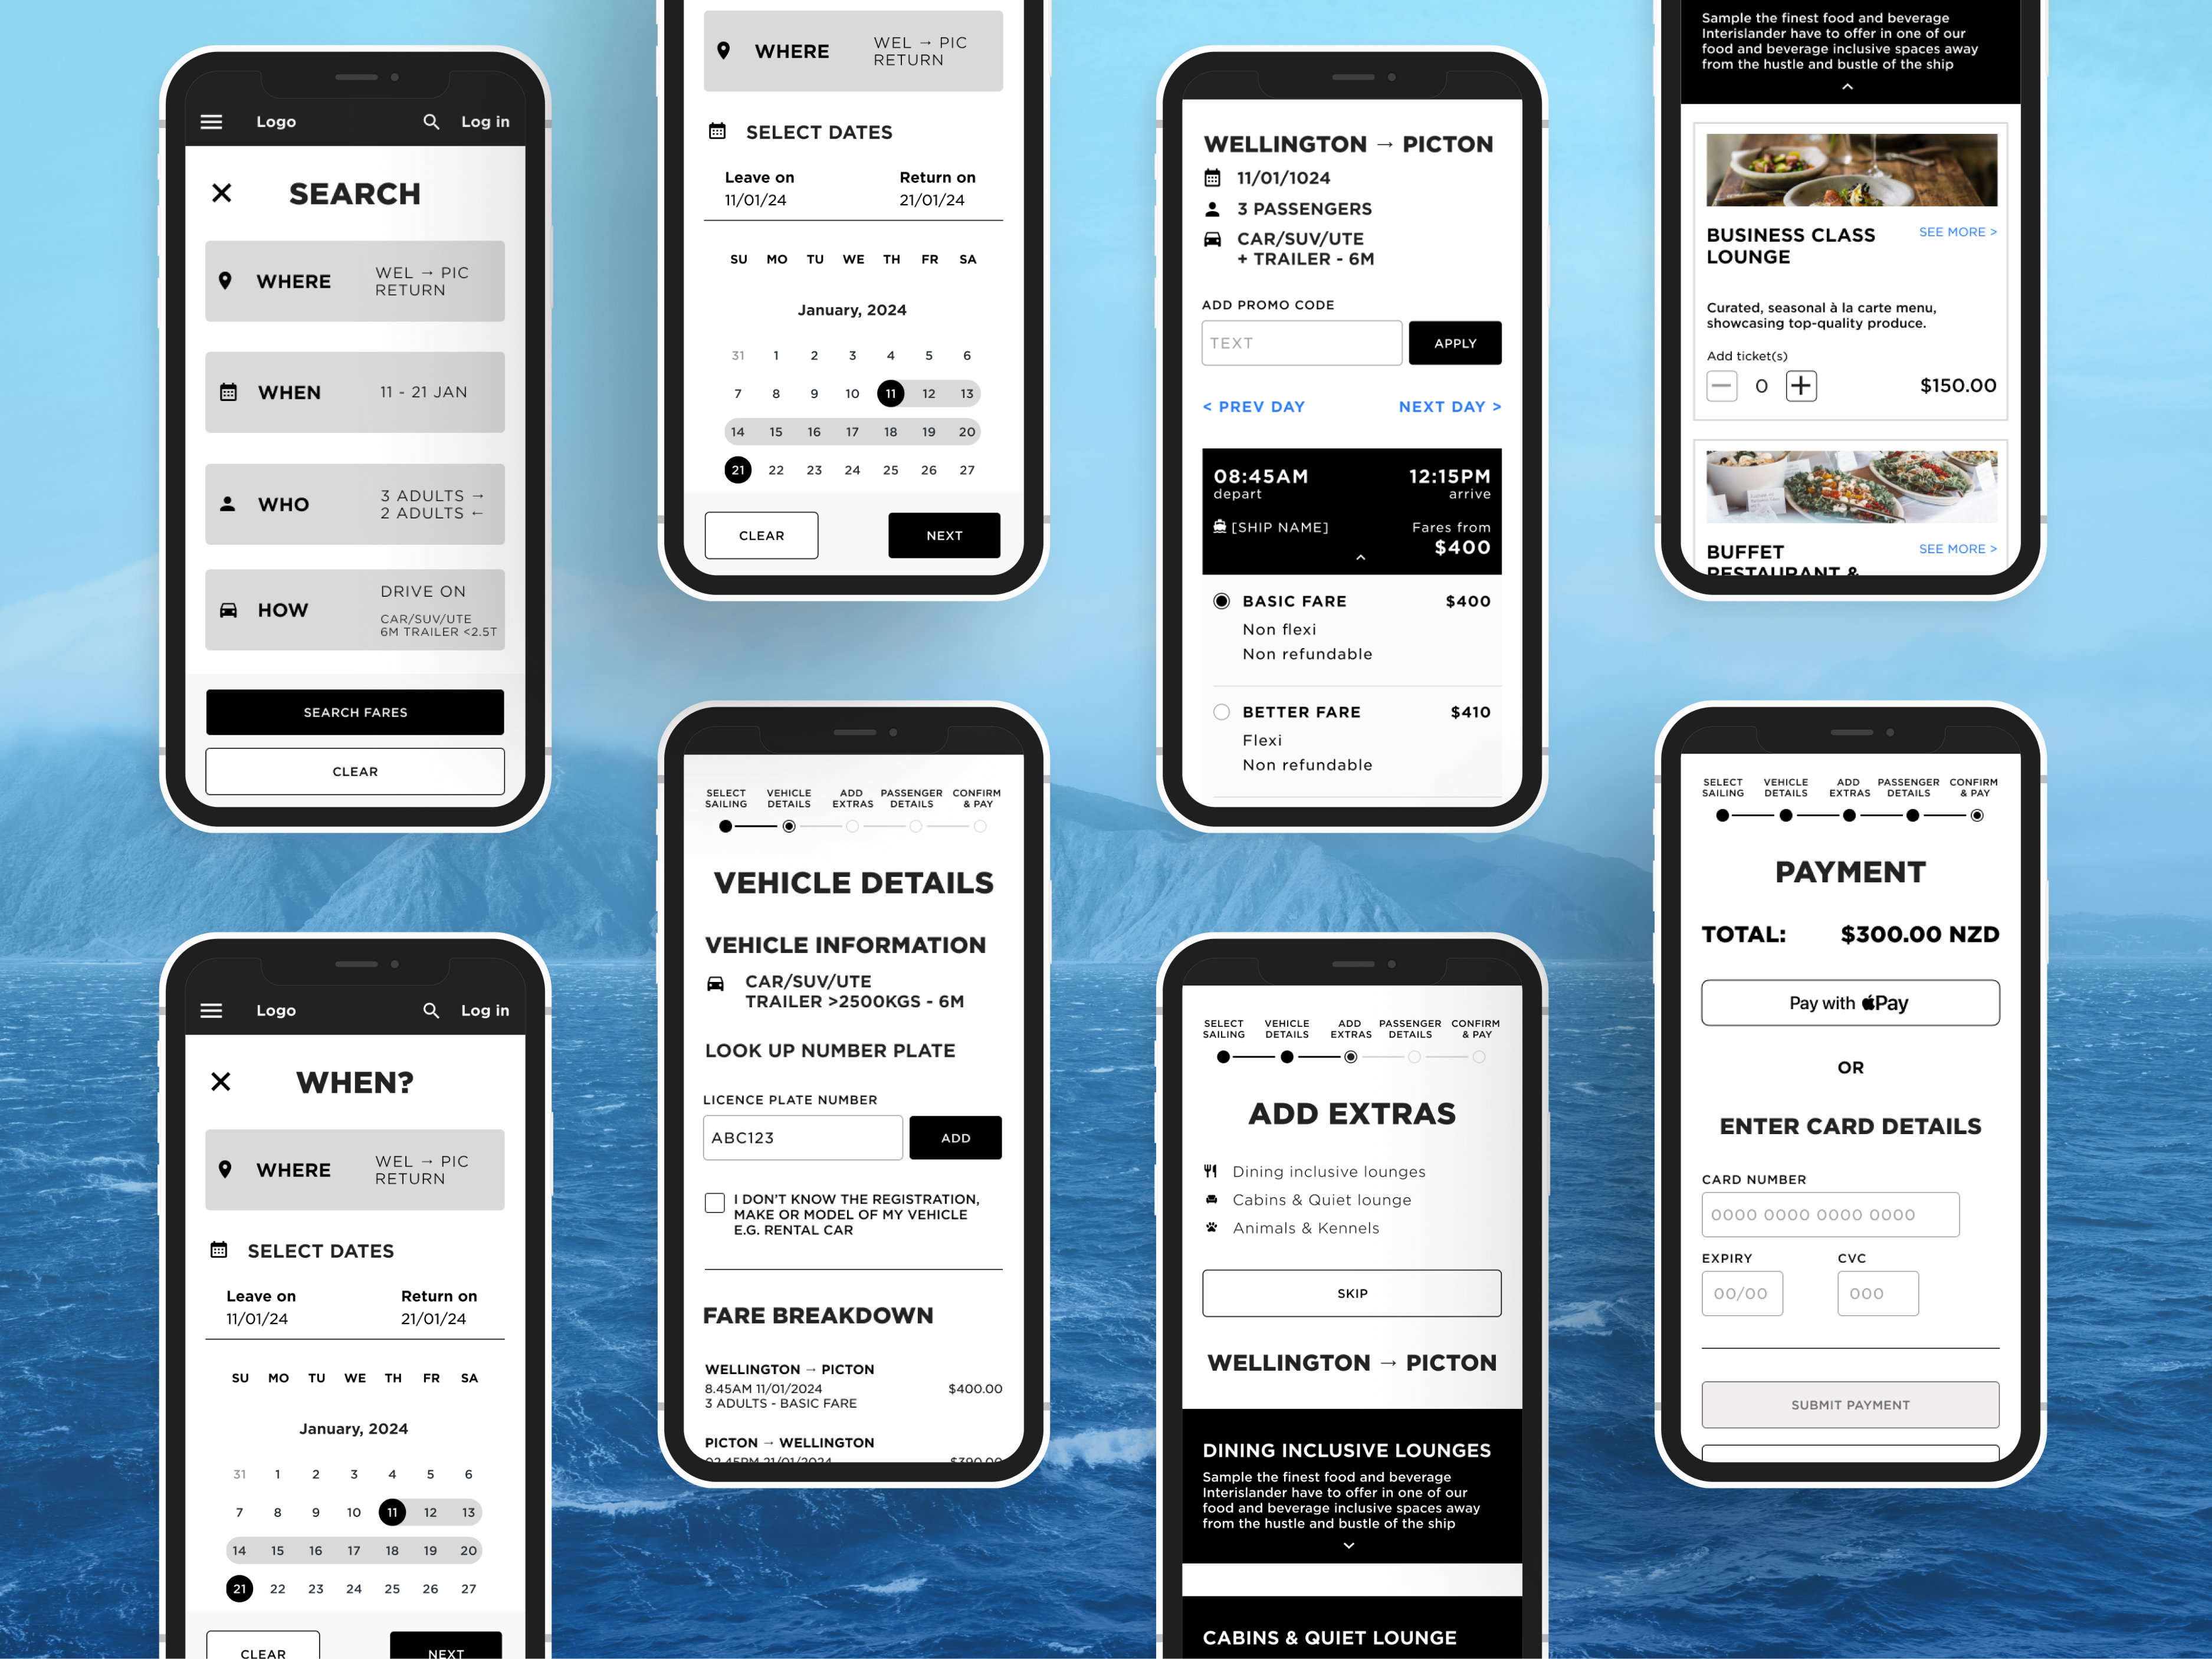 Logo
Log in
SEARCH
WHERE
WEL → PIC
RETURN
WHEN
11 - 21 JAN
WHO
3 ADULTS →
2 ADULTS ←
HOW
DRIVE ON
CAR/SUV/UTE
6M TRAILER <2.5T
SEARCH FARES
CLEAR
Logo
Log in
WHEN?
WHERE
WEL → PIC
RETURN
SELECT DATES
Leave on Return on
11/01/24 21/01/24
SU MO TU WE TH FR SA
January, 2024
31 1 2 3 4 5 6
7 8 9 10 11 12 13
14 15 16 17 18 19 20
21 22 23 24 25 26 27
CLEAR NEXT
WHERE
WEL → PIC
RETURN
SELECT DATES
Leave on Return on
11/01/24 21/01/24
SU MO TU WE TH FR SA
January, 2024
31 1 2 3 4 5 6
7 8 9 10 11 12 13
14 15 16 17 18 19 20
21 22 23 24 25 26 27
CLEAR NEXT
SELECT VEHICLE ADD PASSENGER CONFIRM
SAILING DETAILS EXTRAS DETAILS & PAY
VEHICLE DETAILS
VEHICLE INFORMATION
CAR/SUV/UTE
TRAILER >2500KGS - 6M
LOOK UP NUMBER PLATE
LICENCE PLATE NUMBER
ABC123 ADD
I DON'T KNOW THE REGISTRATION,
MAKE OR MODEL OF MY VEHICLE
E.G. RENTAL CAR
FARE BREAKDOWN
WELLINGTON → PICTON
8.45AM 11/01/2024 $400.00
3 ADULTS - BASIC FARE
PICTON → WELLINGTON
02.45PM 21/01/2024 $390.00
WELLINGTON → PICTON
11/01/1024
3 PASSENGERS
CAR/SUV/UTE
+ TRAILER - 6M
ADD PROMO CODE
TEXT APPLY
< PREV DAY NEXT DAY >
08:45AM 12:15PM
depart arrive
[SHIP NAME] Fares from
$400
BASIC FARE $400
Non flexi
Non refundable
BETTER FARE $410
Flexi
Non refundable
SELECT VEHICLE ADD PASSENGER CONFIRM
SAILING DETAILS EXTRAS DETAILS & PAY
ADD EXTRAS
Dining inclusive lounges
Cabins & Quiet lounge
Animals & Kennels
SKIP
WELLINGTON → PICTON
DINING INCLUSIVE LOUNGES
Sample the finest food and beverage
Interislander have to offer in one of our
food and beverage inclusive spaces away
from the hustle and bustle of the ship
CABINS & QUIET LOUNGE
Sample the finest food and beverage
Interislander have to offer in one of our
food and beverage inclusive spaces away
from the hustle and bustle of the ship
BUSINESS CLASS SEE MORE >
LOUNGE
Curated, seasonal à la carte menu,
showcasing top-quality produce.
Add ticket(s)
0 $150.00
BUFFET SEE MORE >
RESTAURANT &
SELECT VEHICLE ADD PASSENGER CONFIRM
SAILING DETAILS EXTRAS DETAILS & PAY
PAYMENT
TOTAL: $300.00 NZD
Pay with Pay
OR
ENTER CARD DETAILS
CARD NUMBER
0000 0000 0000 0000
EXPIRY CVC
00/00 000
SUBMIT PAYMENT